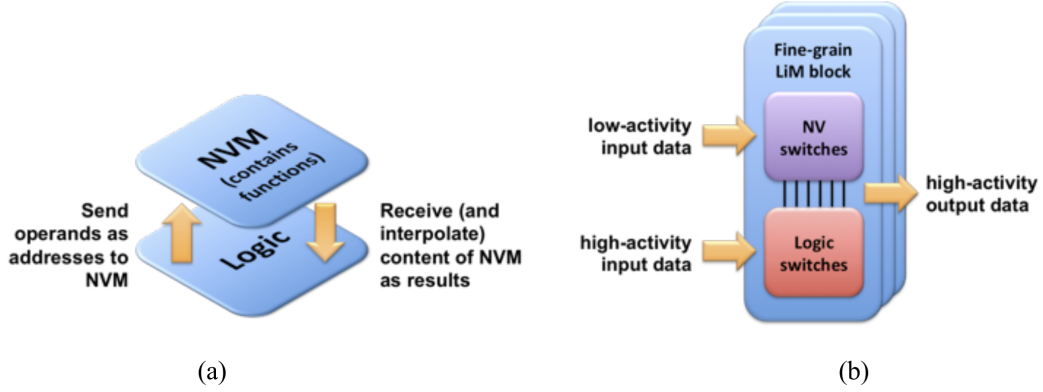 NVM
(contains
functions)
Logic
Send
operands as
addresses to
NVM
Receive (and
interpolate)
content of NVM
as results
(a)
Fine-grain
LiM block
low-activity
input data
NV
switches
high-activity
output data
high-activity
input data
Logic
switches
(b)